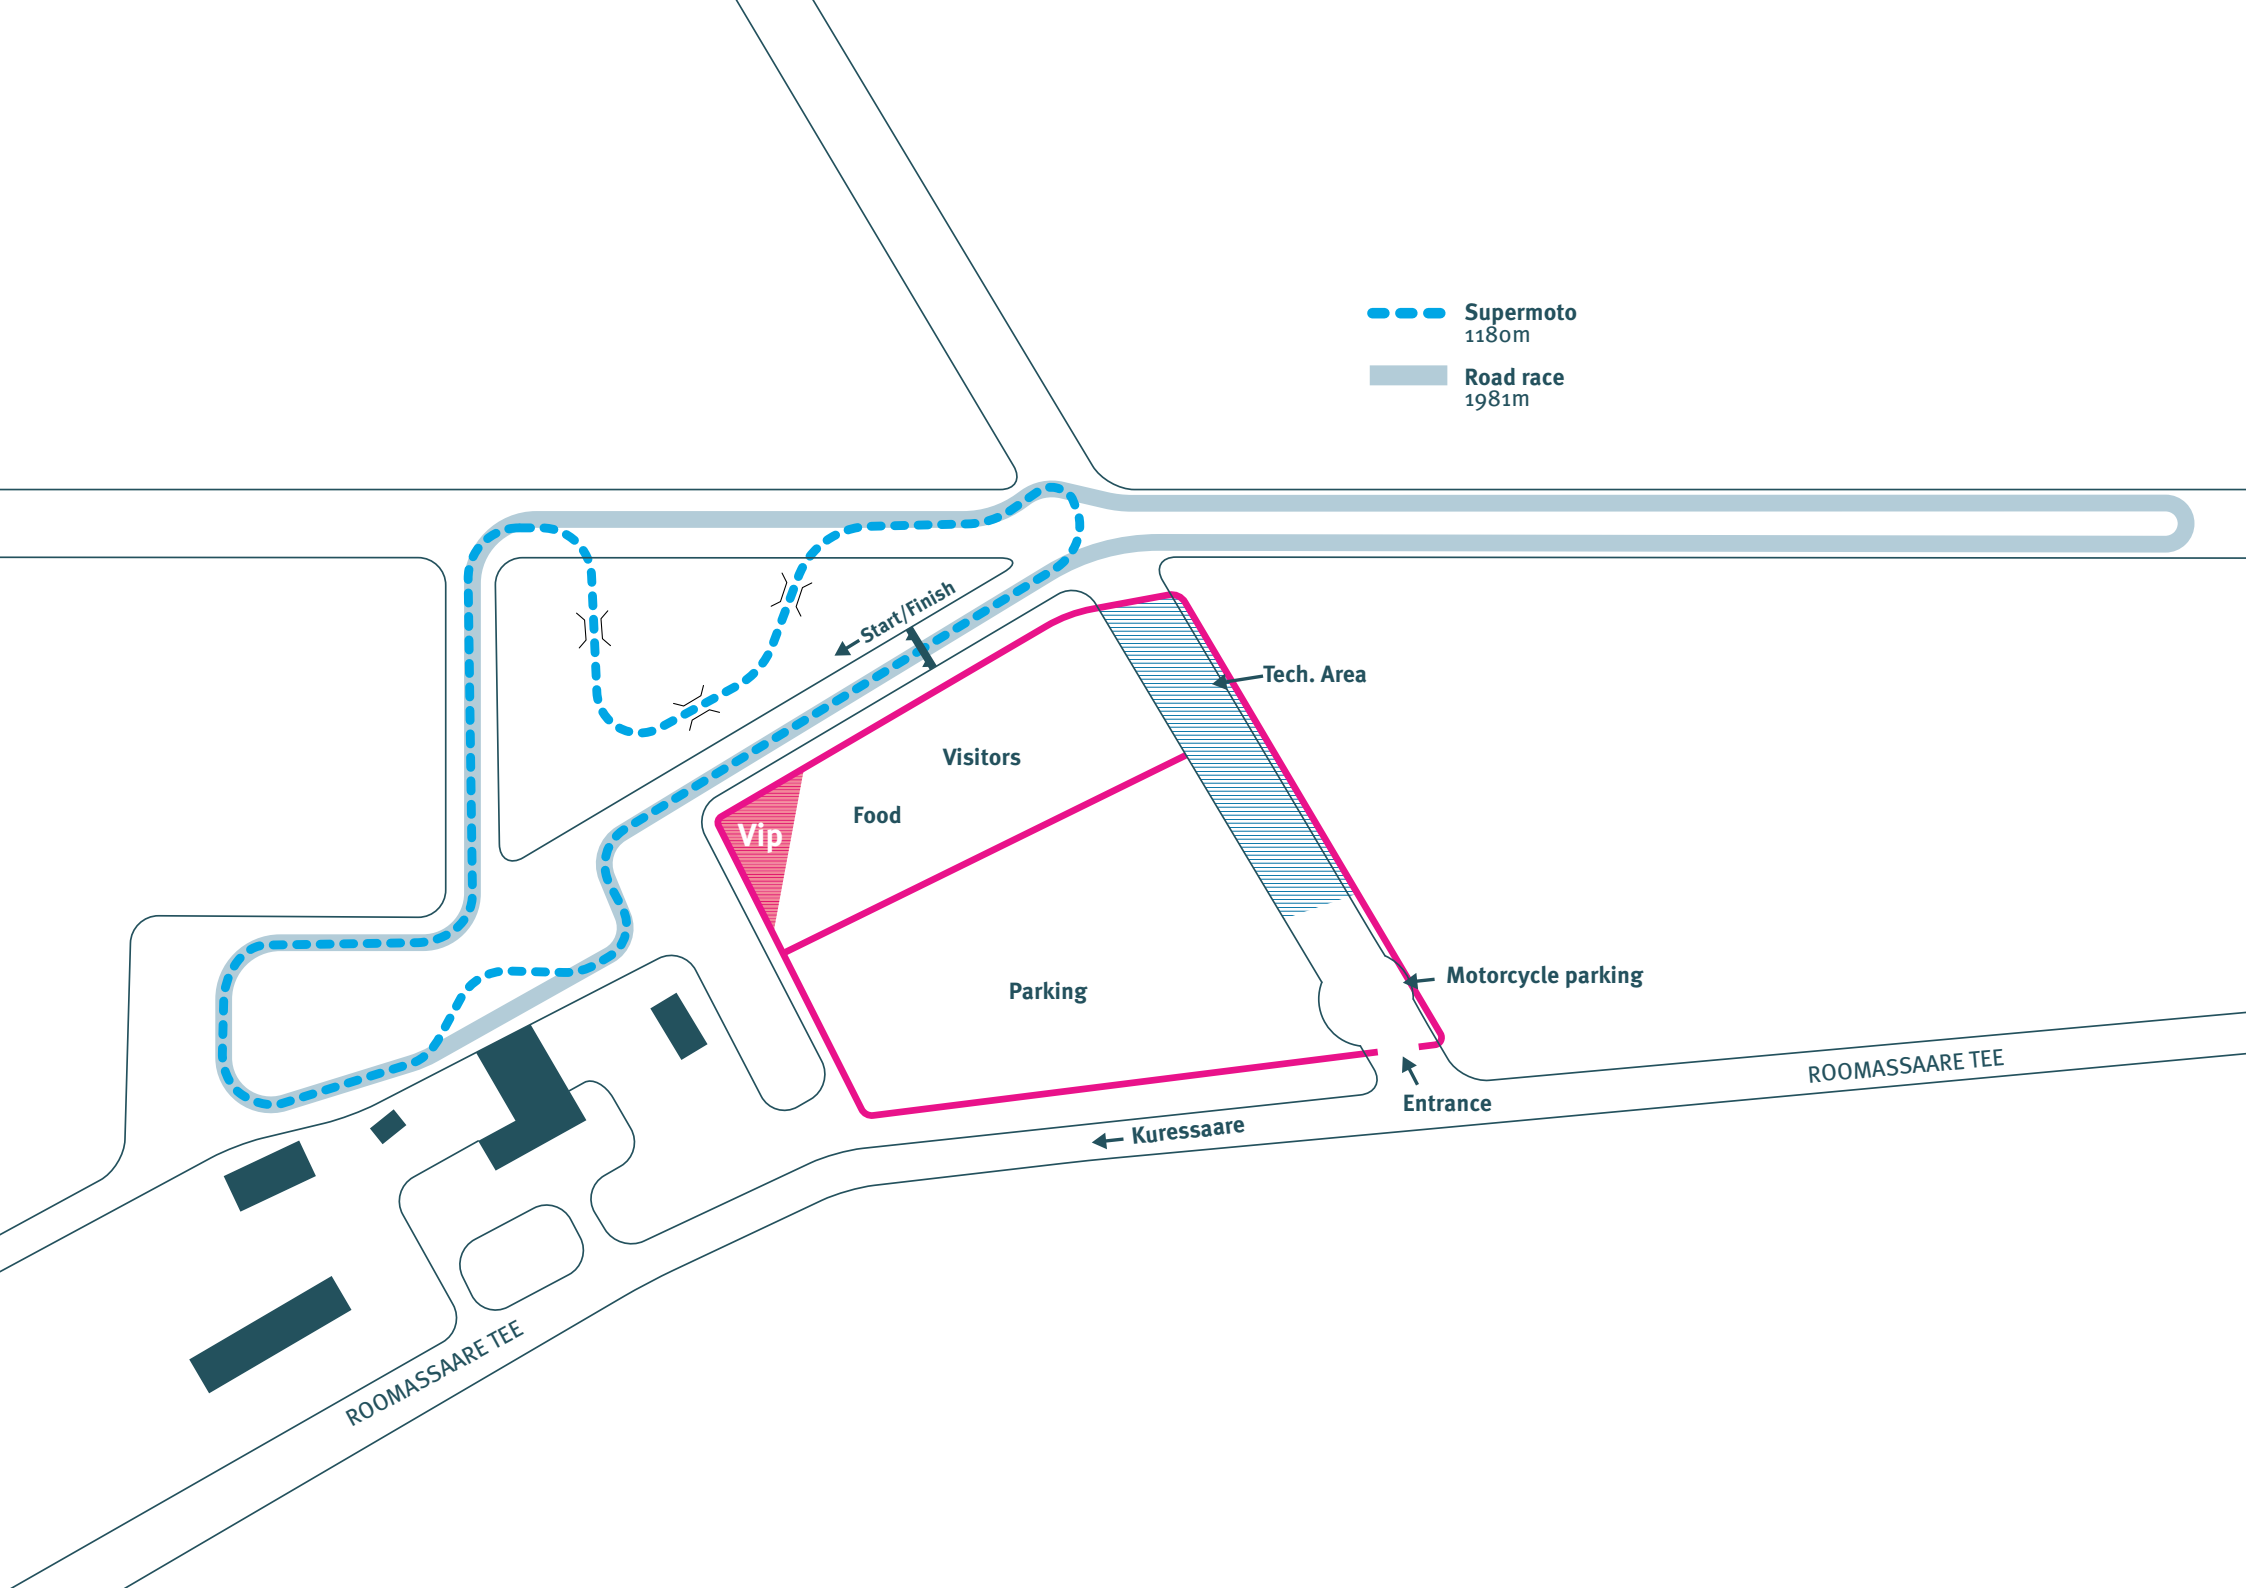 Supermoto
1180m
Road race
1981m
Start/Finish
Tech. Area
Visitors
Food
Vip
Parking
Motorcycle parking
ROOMASSAARE TEE
Entrance
Kuressaare
ROOMASSAARE TEE